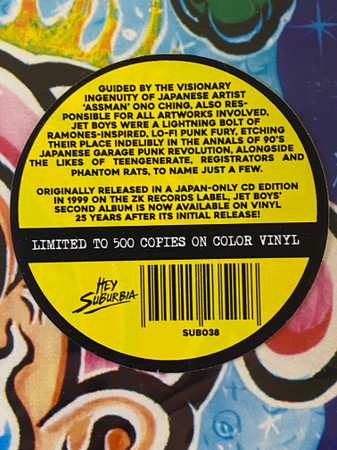 GUIDED BY THE VISIONARY
INGENUITY OF JAPANESE ARTIST
'ASSMAN' ONO CHING, ALSO RES-
PONSIBLE FOR ALL ARTWORKS INVOLVED,
JET BOYS WERE A LIGHTNING BOLT OF
RAMONES-INSPIRED, LO-FI PUNK FURY, ETCHING
THEIR PLACE INDELIBLY IN THE ANNALS OF 90'S
JAPANESE GARAGE PUNK REVOLUTION, ALONGSIDE
THE LIKES OF TEENGENERATE, REGISTRATORS AND
PHANTOM RATS, TO NAME JUST A FEW.
ORIGINALLY RELEASED IN A JAPAN-ONLY CD EDITION
IN 1999 ON THE ZK RECORDS LABEL, JET BOYS'
SECOND ALBUM IS NOW AVAILABLE ON VINYL
25 YEARS AFTER ITS INITIAL RELEASE!
LIMITED TO 500 COPIES ON COLOR VINYL
HEY
SUBURBIA
SUB038